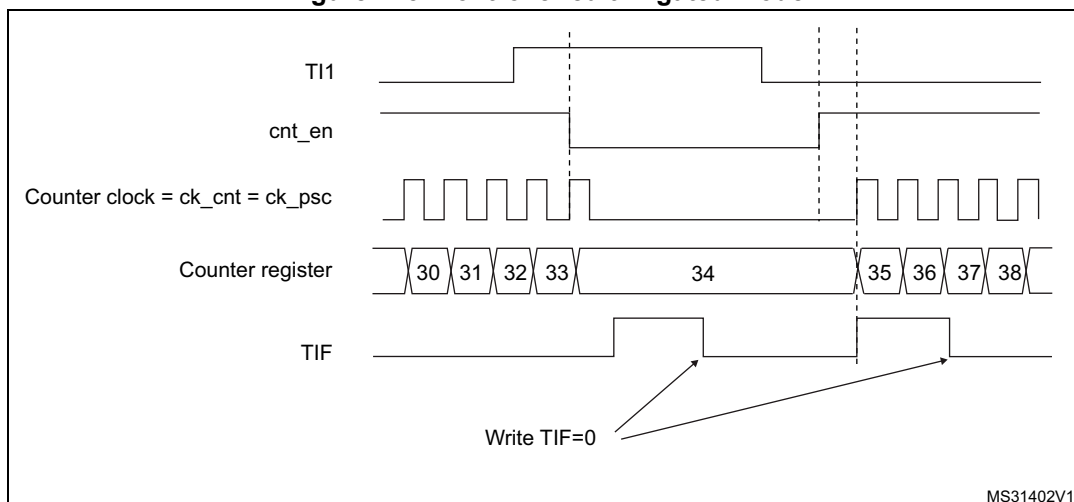 TI1
cnt_en
Counter clock = ck_cnt = ck_psc
Counter register
30 31 32 33 34 35 36 37 38
TIF
Write TIF=0
MS31402V1